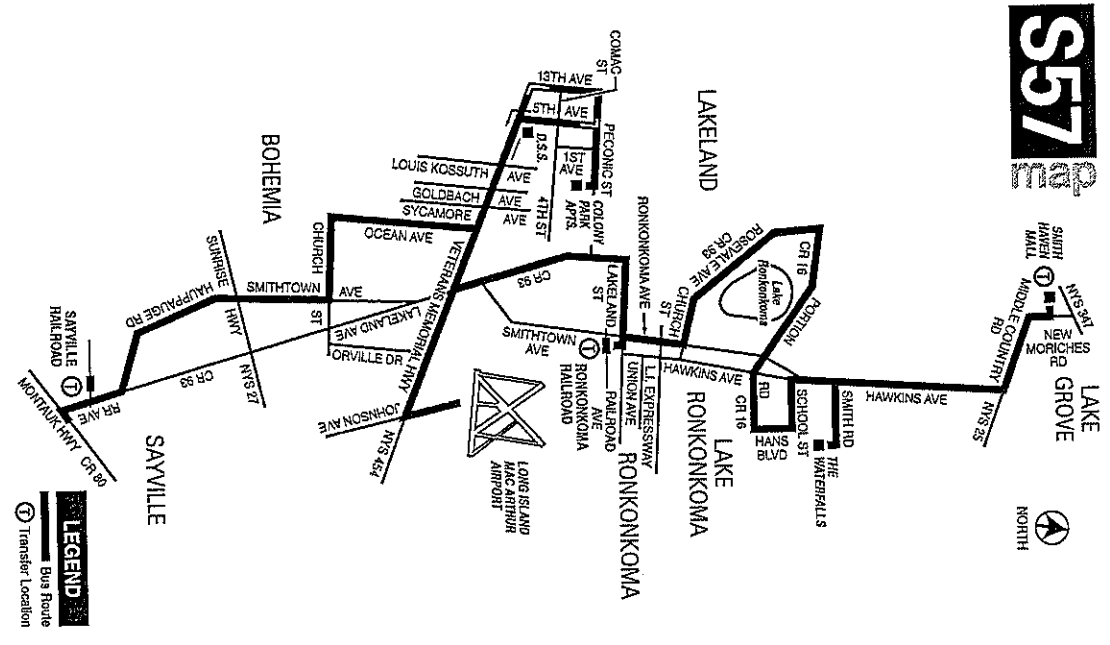 S57
map
SMITH
HAVEN
MALL
T
NYS 347
NEW
MORICHES
RD
MIDDLE COUNTRY
RD
LAKE
GROVE
NYS 25
NORTH
HAWKINS AVE
SMITH RD
THE
WATERFALLS
SCHOOL ST
HANS
BLVD
RD
CR 16
PORTION
CR 16
Lake
Ronkonkoma
ROSEVALE AVE
CR 93
CHURCH
ST
HAWKINS AVE
LAKE
RONKONKOMA
LAKELAND
RONKONKOMA AVE
L.I. EXPRESSWAY
UNION AVE
RAILROAD
AVE
RONKONKOMA
RONKONKOMA
RAILROAD
T
LAKELAND
ST
SMITHTOWN
AVE
CR 93
COMAC
ST
13TH AVE
5TH AVE
PECONIC ST
1ST
AVE
COLONY
PARK
APTS.
4TH ST
D.S.S.
LOUIS KOSSUTH AVE
GOLDBACH AVE
SYCAMORE AVE
OCEAN AVE
VETERANS MEMORIAL HWY
BOHEMIA
CHURCH
ST
SMITHTOWN AVE
LAKELAND AVE
ORVILLE DR
JOHNSON AVE
NYS 454
LONG ISLAND
MAC ARTHUR
AIRPORT
SUNRISE
HWY
NYS 27
HAUPPAUGE RD
CR 93
SAYVILLE
RAILROAD
T
RR AVE
MONTAUK HWY CR 80
SAYVILLE
LEGEND
Bus Route
T Transfer Location